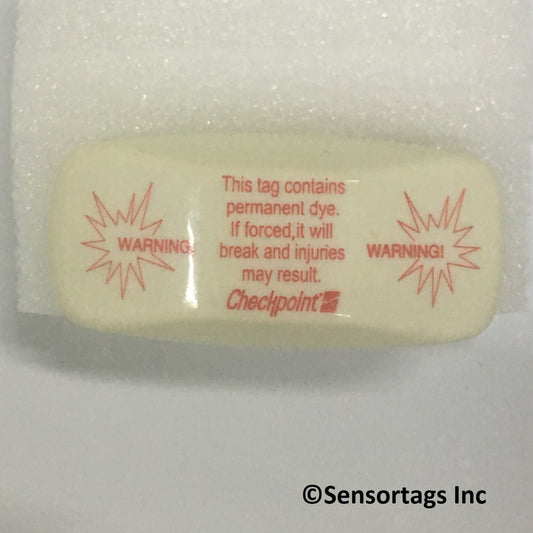 This tag contains
permanent dye.
If forced,it will
break and injuries
may result.
Checkpoint
WARNING!
WARNING!
©Sensortags Inc